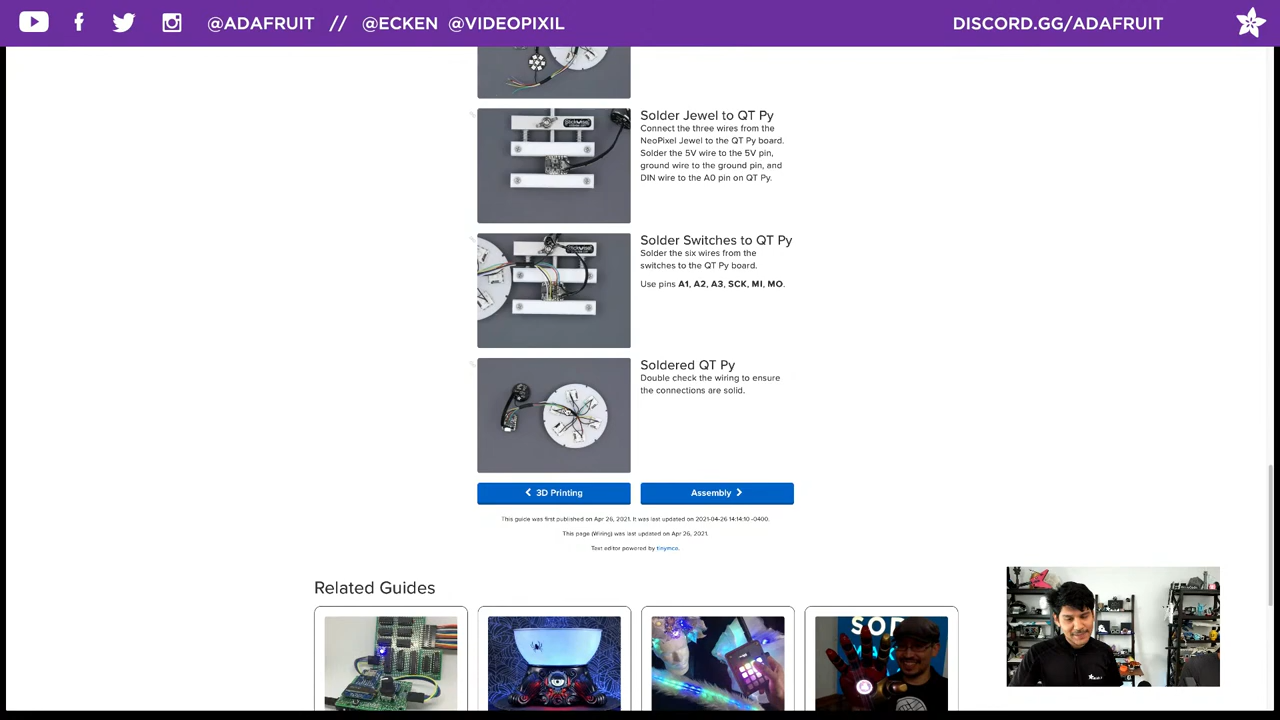 @ADAFRUIT // @ECKEN @VIDEOPIXIL
DISCORD.GG/ADAFRUIT
Solder Jewel to QT Py
Connect the three wires from the
NeoPixel Jewel to the QT Py board.
Solder the 5V wire to the 5V pin,
ground wire to the ground pin, and
DIN wire to the A0 pin on QT Py.
Solder Switches to QT Py
Solder the six wires from the
switches to the QT Py board.
Use pins A1, A2, A3, SCK, MI, MO.
Soldered QT Py
Double check the wiring to ensure
the connections are solid.
3D Printing
Assembly
This guide was first published on Apr 26, 2021. It was last updated on 2021-04-26 14:14:10 -0400.
This page (Wiring) was last updated on Apr 26, 2021.
Text editor powered by tinymce.
Related Guides